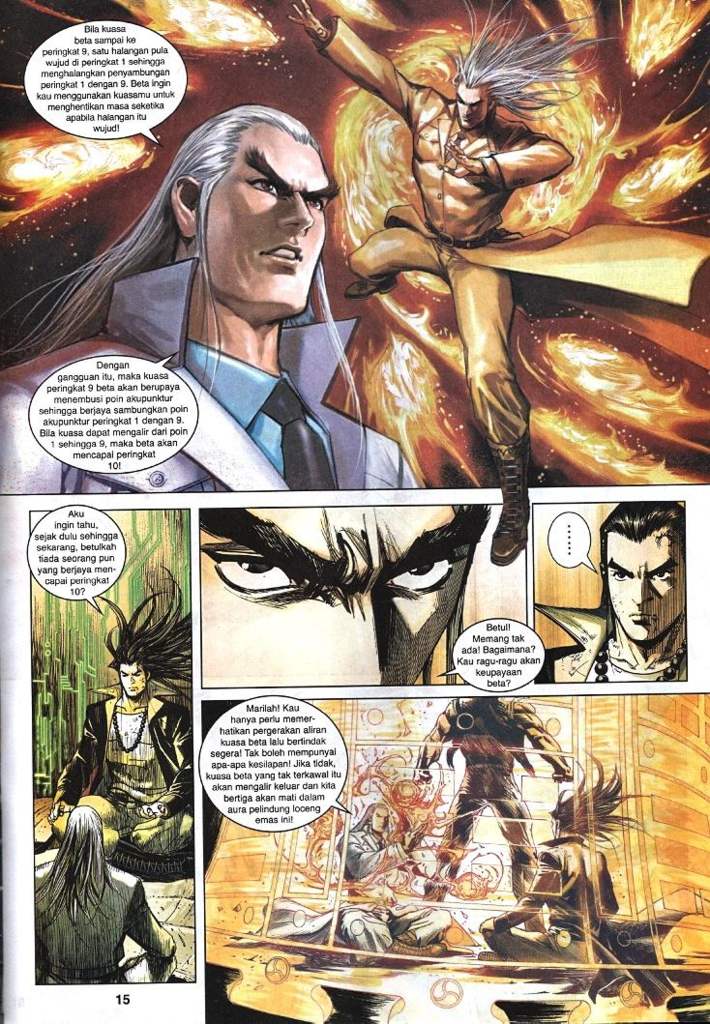 Bila kuasa
beta sampai ke
peringkat 9, satu halangan pula
wujud di peringkat 1 sehingga
menghalangkan penyambungan
peringkat 1 dengan 9. Beta ingin
kau menggunakan kuasamu untuk
menghentikan masa seketika
apabila halangan itu
wujud!
Dengan
gangguan itu, maka kuasa
peringkat 9 beta akan berupaya
menembusi poin akupunktur
sehingga berjaya sambungkan poin
akupunktur peringkat 1 dengan 9.
Bila kuasa dapat mengalir dari poin
1 sehingga 9, maka beta akan
mencapai peringkat
10!
Aku
ingin tahu,
sejak dulu sehingga
sekarang, betulkah
tiada seorang pun
yang berjaya men-
capai peringkat
10?
Betul!
Memang tak
ada! Bagaimana?
Kau ragu-ragu akan
keupayaan
beta?
......
Marilah! Kau
hanya perlu memer-
hatikan pergerakan aliran
kuasa beta lalu bertindak
segera! Tak boleh mempunyai
apa-apa kesilapan! Jika tidak,
kuasa beta yang tak terkawal itu
akan mengalir keluar dan kita
bertiga akan mati dalam
aura pelindung loceng
emas ini!
15